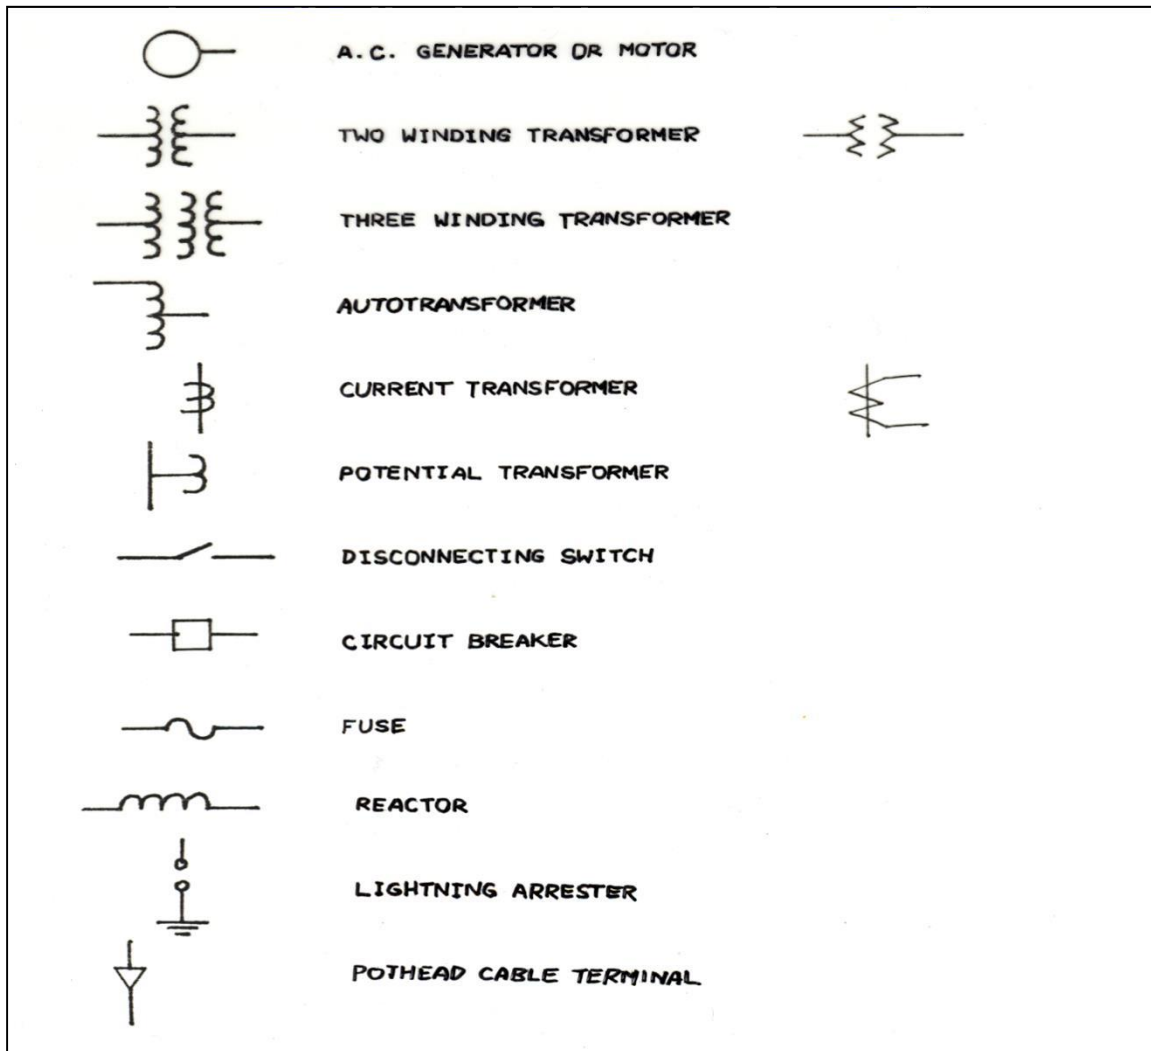 A.C. GENERATOR OR MOTOR
TWO WINDING TRANSFORMER
THREE WINDING TRANSFORMER
AUTOTRANSFORMER
CURRENT TRANSFORMER
POTENTIAL TRANSFORMER
DISCONNECTING SWITCH
CIRCUIT BREAKER
FUSE
REACTOR
LIGHTNING ARRESTER
POTHEAD CABLE TERMINAL